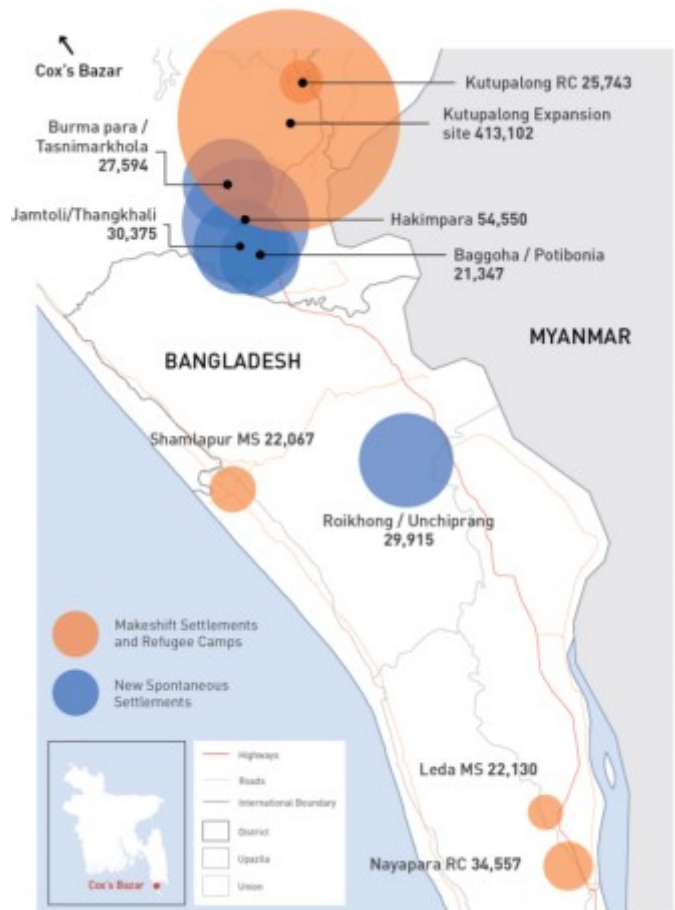 Cox's Bazar
Kutupalong RC 25,743
Kutupalong Expansion
site 413,102
Burma para /
Tasnimarkhola
27,594
Jamtoli/Thangkhali
30,375
Hakimpara 54,550
Baggoha / Potibonia
21,347
MYANMAR
BANGLADESH
Shamlapur MS 22,067
Roikhong / Unchiprang
29,915
Makeshift Settlements
and Refugee Camps
New Spontaneous
Settlements
Leda MS 22,130
Nayapara RC 34,557
Highways
Roads
International Boundary
District
Upazila
Union
Cox's Bazar